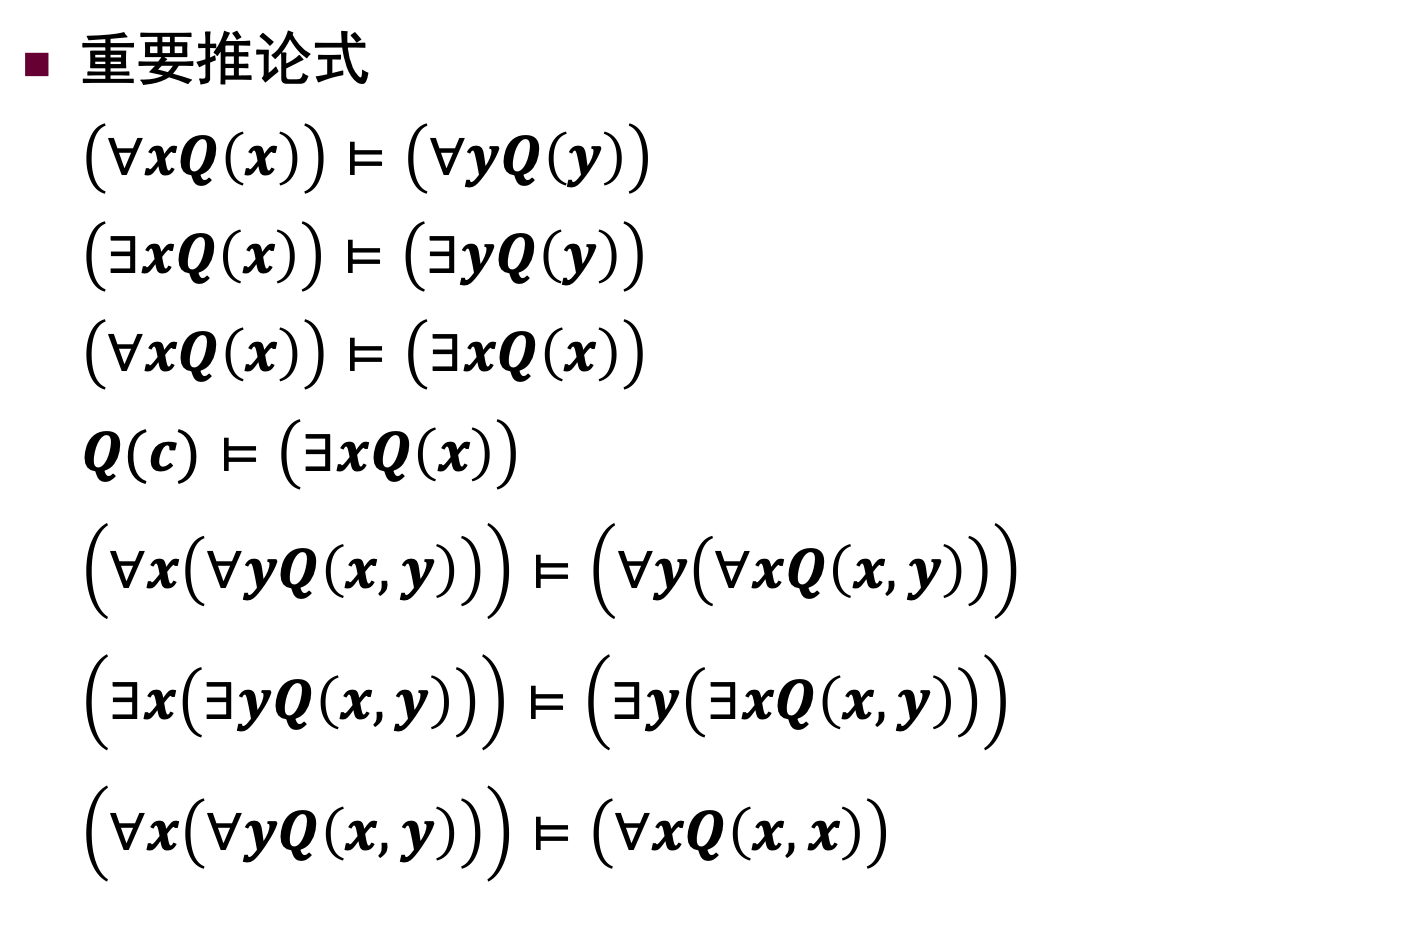 ■ 重要推论式
(∀xQ(x)) ⊨ (∀yQ(y))
(∃xQ(x)) ⊨ (∃yQ(y))
(∀xQ(x)) ⊨ (∃xQ(x))
Q(c) ⊨ (∃xQ(x))
(∀x(∀yQ(x, y))) ⊨ (∀y(∀xQ(x, y)))
(∃x(∃yQ(x, y))) ⊨ (∃y(∃xQ(x, y)))
(∀x(∀yQ(x, y))) ⊨ (∀xQ(x, x))